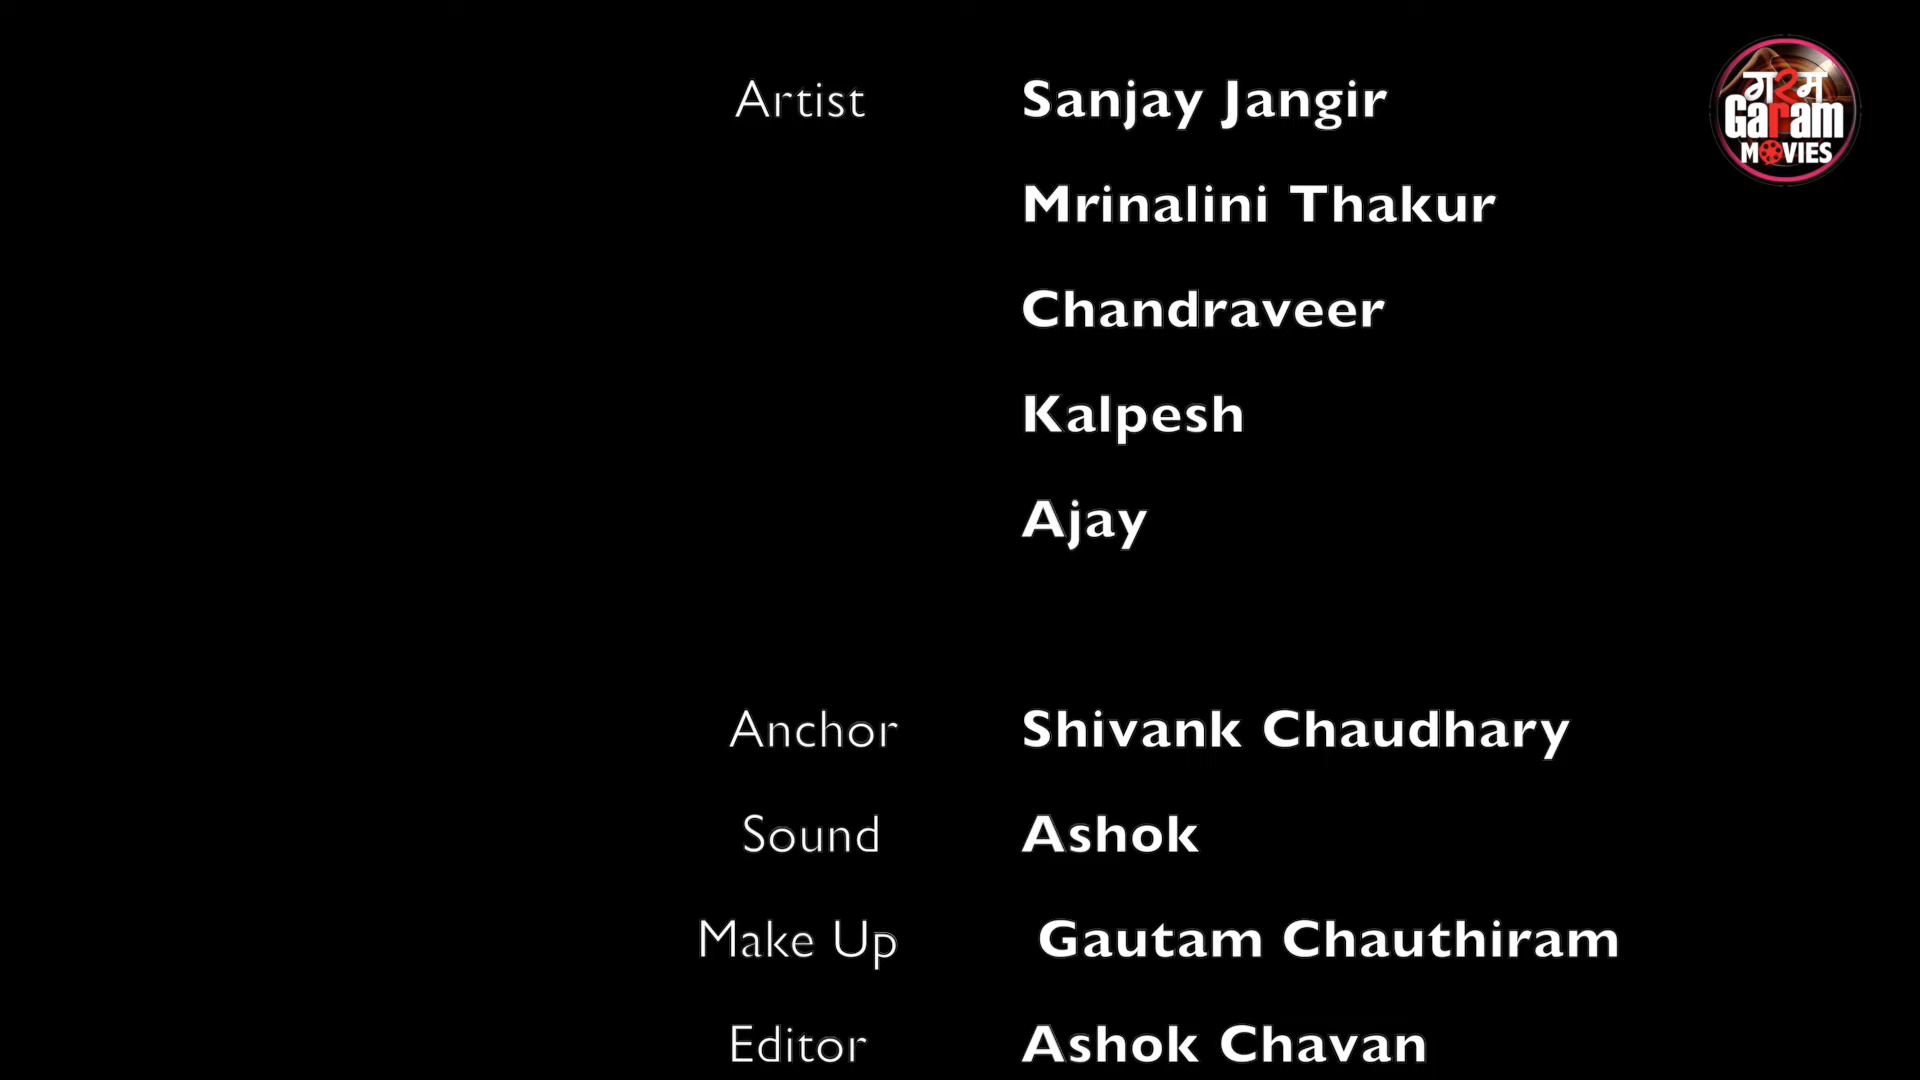 Artist Sanjay Jangir
Mrinalini Thakur
Chandraveer
Kalpesh
Ajay
Anchor Shivank Chaudhary
Sound Ashok
Make Up Gautam Chauthiram
Editor Ashok Chavan
गरम
Garam
MOVIES